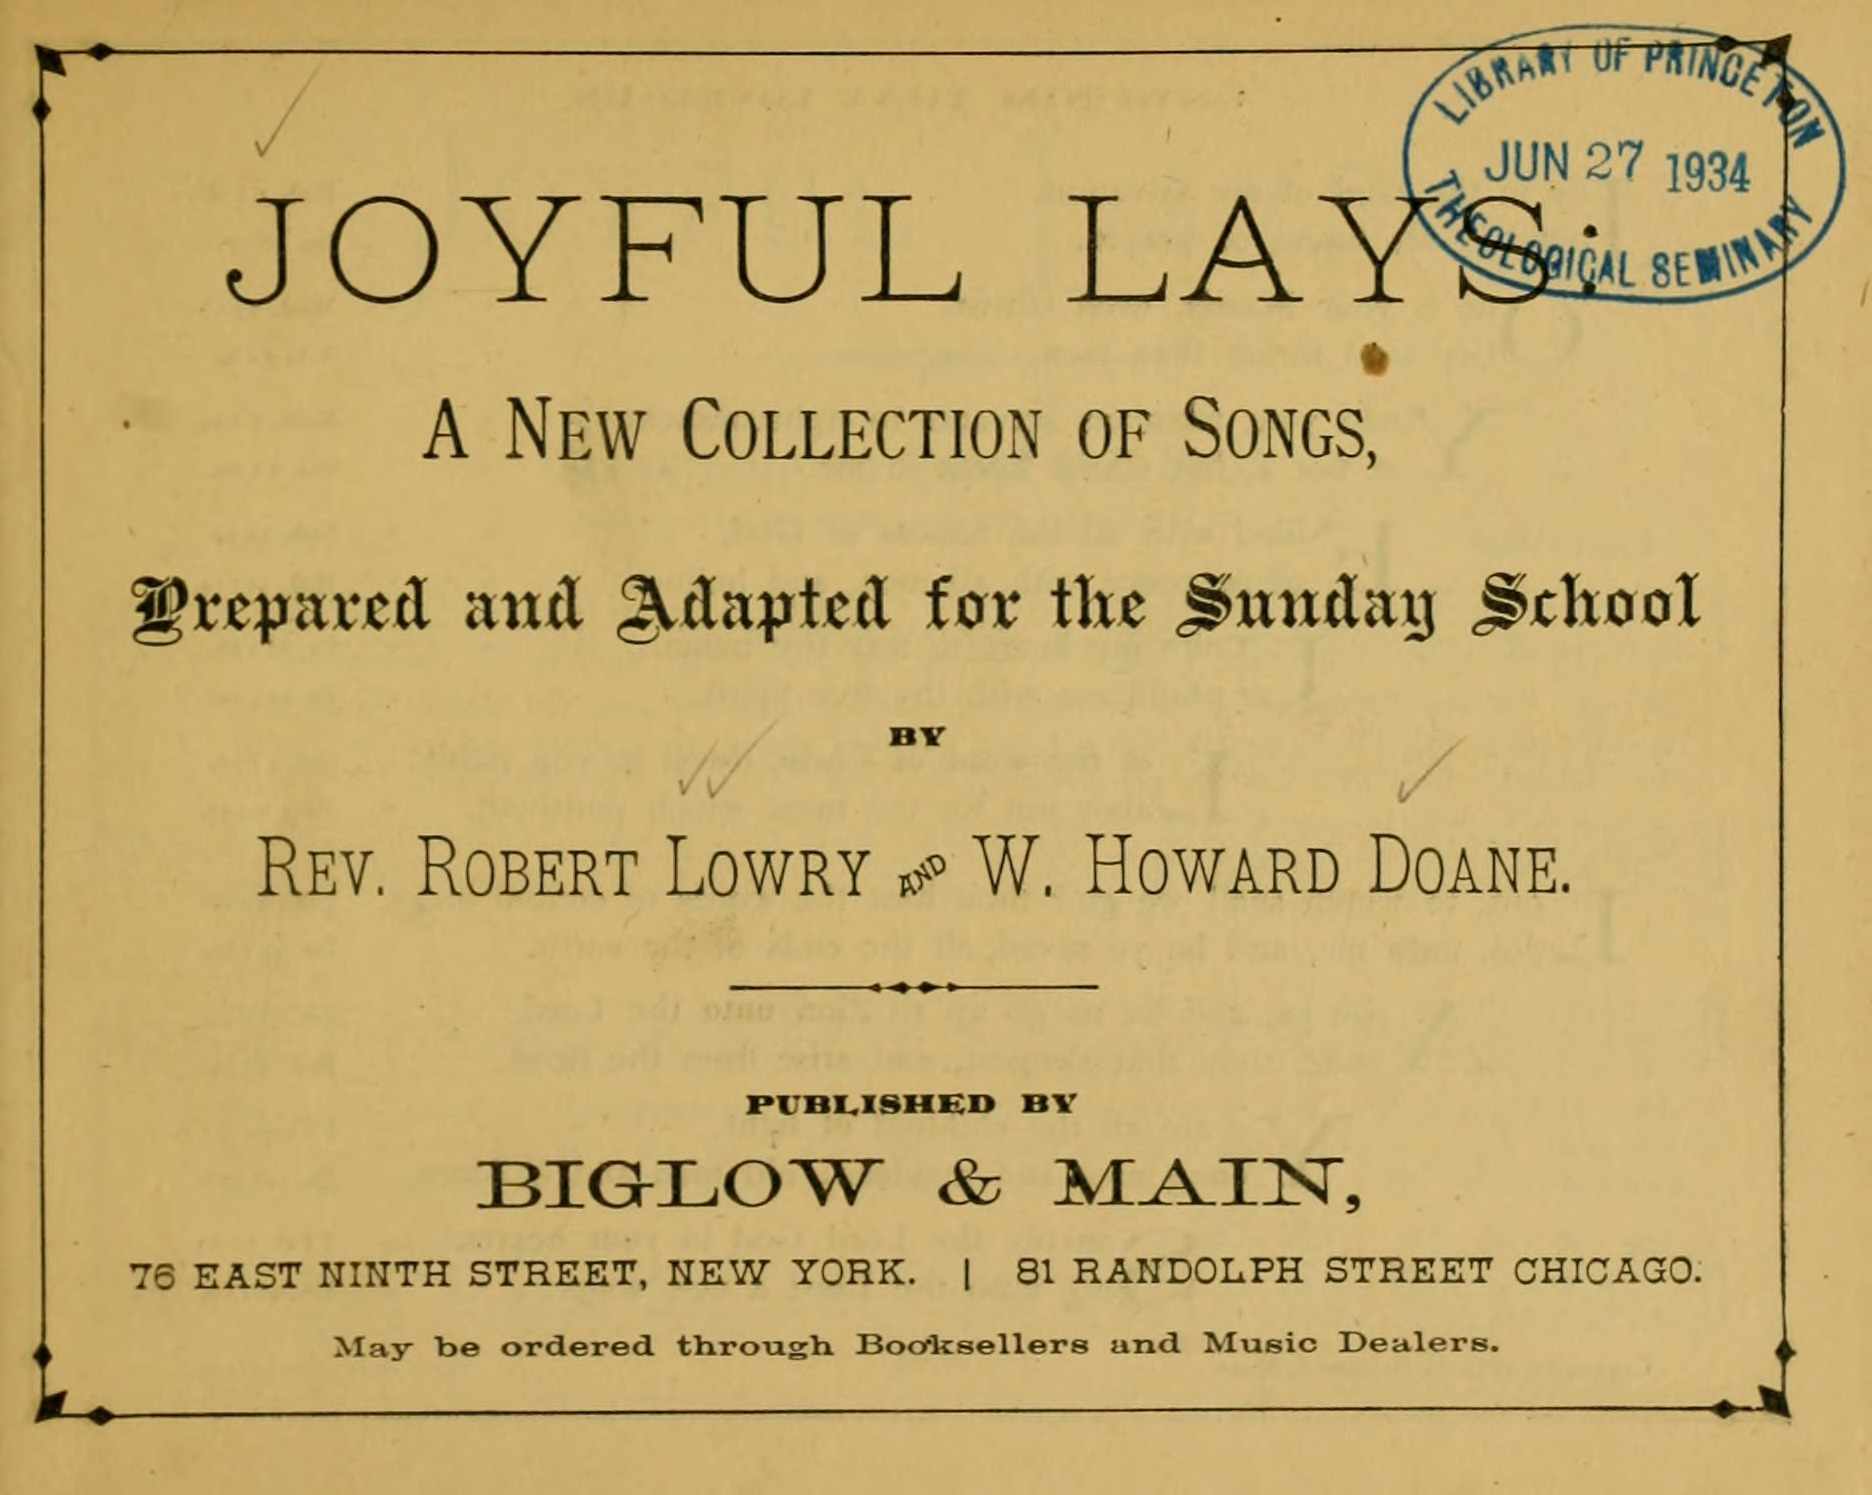 LIBRARY OF PRINCETON
JUN 27 1934
THEOLOGICAL SEMINARY
JOYFUL LAYS:
A NEW COLLECTION OF SONGS,
Prepared and Adapted for the Sunday School
BY
REV. ROBERT LOWRY AND W. HOWARD DOANE.
PUBLISHED BY
BIGLOW & MAIN,
76 EAST NINTH STREET, NEW YORK. | 81 RANDOLPH STREET CHICAGO.
May be ordered through Booksellers and Music Dealers.